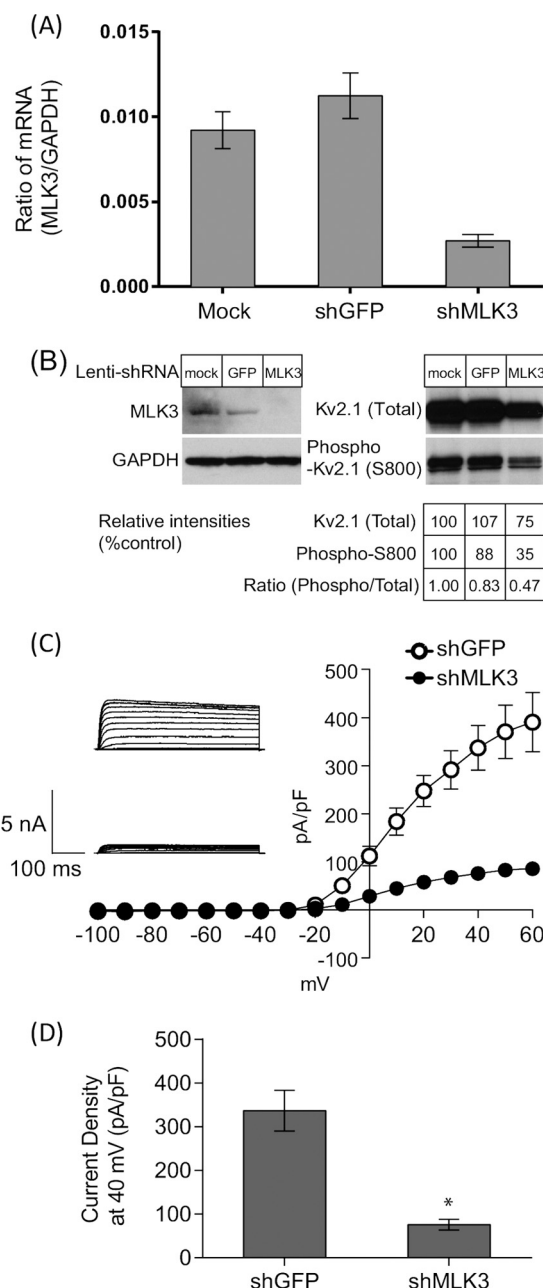 (A)
Ratio of mRNA
(MLK3/GAPDH)
0.015
0.010
0.005
0.000
Mock shGFP shMLK3
(B)
Lenti-shRNA mock GFP MLK3
MLK3
GAPDH
mock GFP MLK3
Kv2.1 (Total)
Phospho
-Kv2.1 (S800)
Relative intensities
(%control)
Kv2.1 (Total) 100 107 75
Phospho-S800 100 88 35
Ratio (Phospho/Total) 1.00 0.83 0.47
(C)
shGFP
shMLK3
5 nA
100 ms
pA/pF
500
400
300
200
100
-100
-100 -80 -60 -40 -20 20 40 60
mV
(D)
Current Density
at 40 mV (pA/pF)
500
400
300
200
100
0
*
shGFP shMLK3